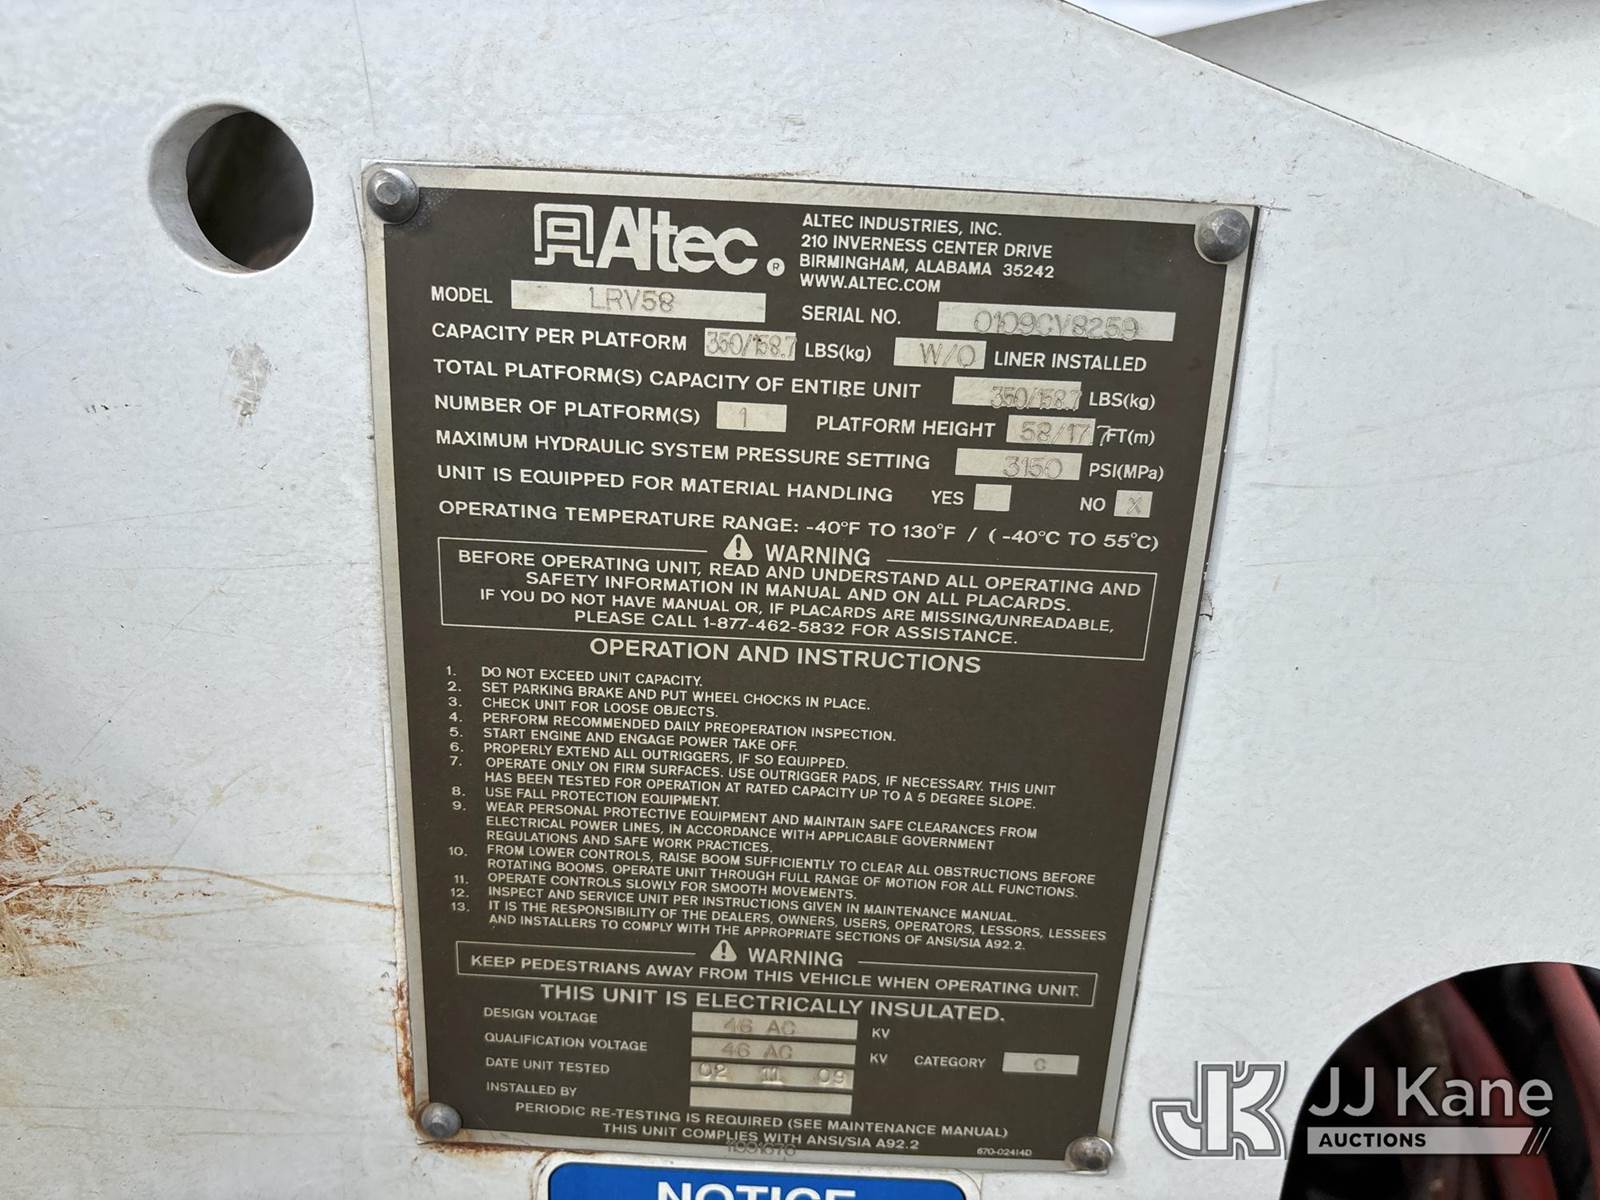 Altec ®
ALTEC INDUSTRIES, INC.
210 INVERNESS CENTER DRIVE
BIRMINGHAM, ALABAMA 35242
WWW.ALTEC.COM
MODEL LRV58 SERIAL NO. 0109CV8259
CAPACITY PER PLATFORM 350/158.7 LBS(kg) W/O LINER INSTALLED
TOTAL PLATFORM(S) CAPACITY OF ENTIRE UNIT 350/158.7 LBS(kg)
NUMBER OF PLATFORM(S) 1 PLATFORM HEIGHT 58/17 7 FT(m)
MAXIMUM HYDRAULIC SYSTEM PRESSURE SETTING 3150 PSI(MPa)
UNIT IS EQUIPPED FOR MATERIAL HANDLING YES NO X
OPERATING TEMPERATURE RANGE: -40°F TO 130°F / ( -40°C TO 55°C)
WARNING
BEFORE OPERATING UNIT, READ AND UNDERSTAND ALL OPERATING AND
SAFETY INFORMATION IN MANUAL AND ON ALL PLACARDS.
IF YOU DO NOT HAVE MANUAL OR, IF PLACARDS ARE MISSING/UNREADABLE,
PLEASE CALL 1-877-462-5832 FOR ASSISTANCE.
OPERATION AND INSTRUCTIONS
1. DO NOT EXCEED UNIT CAPACITY.
2. SET PARKING BRAKE AND PUT WHEEL CHOCKS IN PLACE.
3. CHECK UNIT FOR LOOSE OBJECTS.
4. PERFORM RECOMMENDED DAILY PREOPERATION INSPECTION.
5. START ENGINE AND ENGAGE POWER TAKE OFF.
6. PROPERLY EXTEND ALL OUTRIGGERS, IF SO EQUIPPED.
7. OPERATE ONLY ON FIRM SURFACES. USE OUTRIGGER PADS, IF NECESSARY. THIS UNIT
HAS BEEN TESTED FOR OPERATION AT RATED CAPACITY UP TO A 5 DEGREE SLOPE.
8. USE FALL PROTECTION EQUIPMENT.
9. WEAR PERSONAL PROTECTIVE EQUIPMENT AND MAINTAIN SAFE CLEARANCES FROM
ELECTRICAL POWER LINES, IN ACCORDANCE WITH APPLICABLE GOVERNMENT
REGULATIONS AND SAFE WORK PRACTICES.
10. FROM LOWER CONTROLS, RAISE BOOM SUFFICIENTLY TO CLEAR ALL OBSTRUCTIONS BEFORE
ROTATING BOOMS. OPERATE UNIT THROUGH FULL RANGE OF MOTION FOR ALL FUNCTIONS.
11. OPERATE CONTROLS SLOWLY FOR SMOOTH MOVEMENTS.
12. INSPECT AND SERVICE UNIT PER INSTRUCTIONS GIVEN IN MAINTENANCE MANUAL.
13. IT IS THE RESPONSIBILITY OF THE DEALERS, OWNERS, USERS, OPERATORS, LESSORS, LESSEES
AND INSTALLERS TO COMPLY WITH THE APPROPRIATE SECTIONS OF ANSI/SIA A92.2.
WARNING
KEEP PEDESTRIANS AWAY FROM THIS VEHICLE WHEN OPERATING UNIT.
THIS UNIT IS ELECTRICALLY INSULATED.
DESIGN VOLTAGE 46 AC KV
QUALIFICATION VOLTAGE 46 AC KV CATEGORY C
DATE UNIT TESTED 02 11 09
INSTALLED BY
PERIODIC RE-TESTING IS REQUIRED (SEE MAINTENANCE MANUAL)
THIS UNIT COMPLIES WITH ANSI/SIA A92.2
670-02414D
NOTICE
JK JJ Kane
AUCTIONS